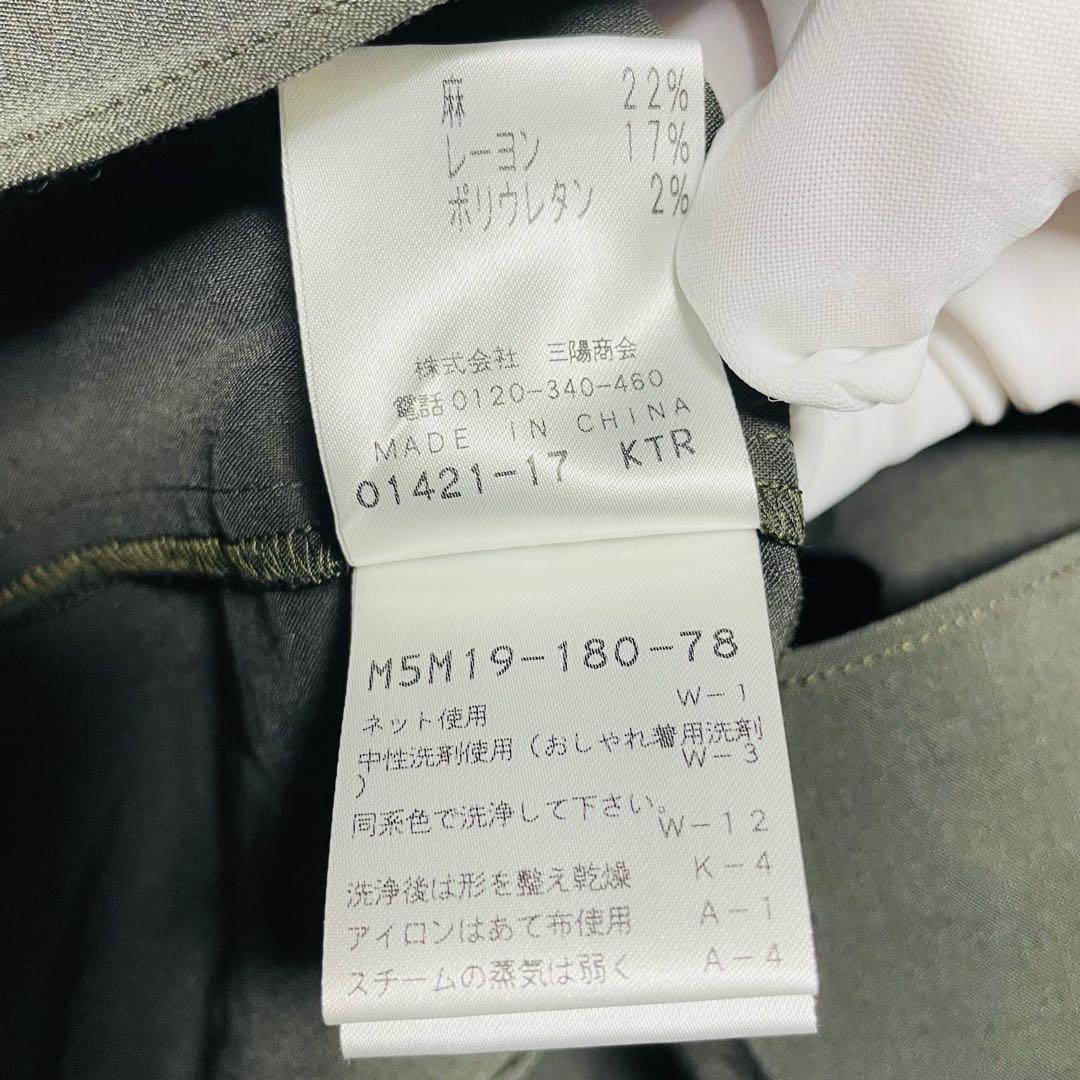 麻 22%
レーヨン 17%
ポリウレタン 2%
株式会社 三陽商会
電話0120-340-460
MADE IN CHINA
01421-17 KTR
M5M19-180-78
ネット使用 W-1
中性洗剤使用（おしゃれ着用洗剤
） W-3
同系色で洗浄して下さい。
W-12
洗浄後は形を整え乾燥 K-4
アイロンはあて布使用 A-1
スチームの蒸気は弱く A-4